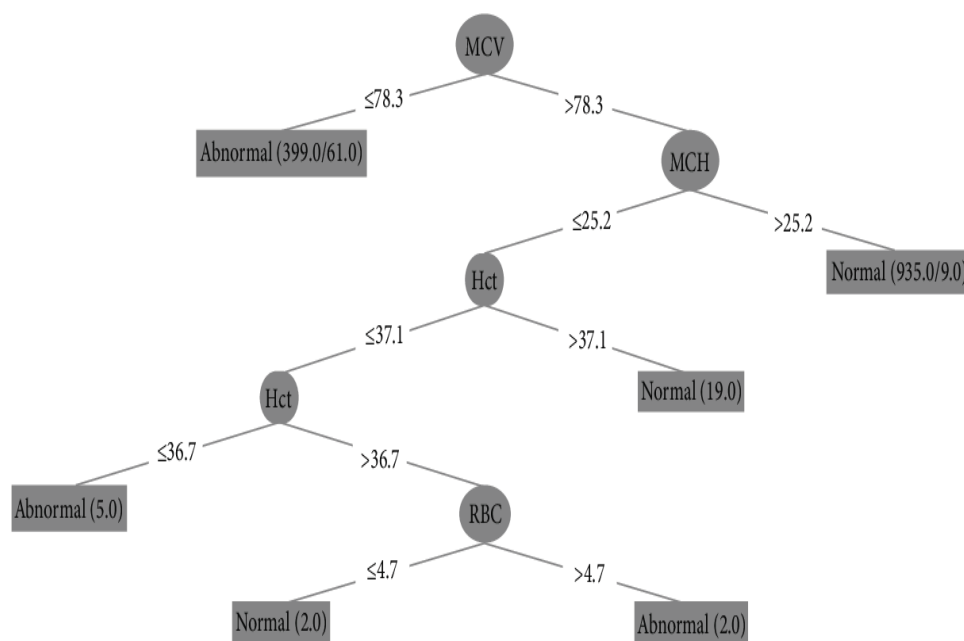 MCV
≤78.3
>78.3
Abnormal (399.0/61.0)
MCH
≤25.2
>25.2
Normal (935.0/9.0)
Hct
≤37.1
>37.1
Normal (19.0)
Hct
≤36.7
>36.7
Abnormal (5.0)
RBC
≤4.7
>4.7
Normal (2.0)
Abnormal (2.0)